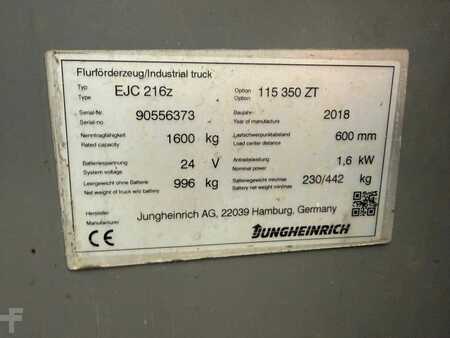 Flurförderzeug/Industrial truck
Typ Type EJC 216z Option Option 115 350 ZT
Serial-Nr. Serial-no. 90556373 Baujahr Year of manufacture 2018
Nenntragfähigkeit Rated capacity 1600 kg Lastschwerpunktabstand Load center distance 600 mm
Batteriespannung System voltage 24 V Antriebsleistung Nominal power 1,6 kW
Leergewicht ohne Batterie Net weight of truck w/o battery 996 kg Batteriegewicht min/max Battery net weight min/max 230/442 kg
Hersteller Manufacturer Jungheinrich AG, 22039 Hamburg, Germany
CE JUNGHEINRICH